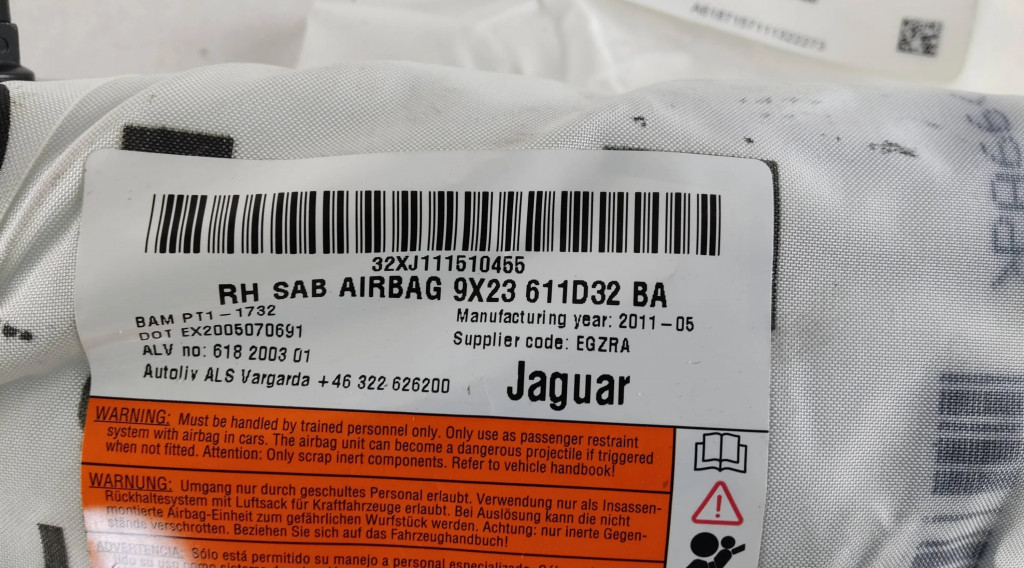 A6187157111322273
32XJ111510455
RH SAB AIRBAG 9X23 611D32 BA
BAM PT1-1732
Manufacturing year: 2011-05
DOT EX2005070691
Supplier code: EGZRA
ALV no: 618 2003 01
Autoliv ALS Vargarda +46 322 626200
Jaguar
WARNING: Must be handled by trained personnel only. Only use as passenger restraint
system with airbag in cars. The airbag unit can become a dangerous projectile if triggered
when not fitted. Attention: Only scrap inert components. Refer to vehicle handbook!
WARNUNG: Umgang nur durch geschultes Personal erlaubt. Verwendung nur als Insassen-
Rückhaltesystem mit Luftsack für Kraftfahrzeuge erlaubt. Bei Auslösung kann die nicht
montierte Airbag-Einheit zum gefährlichen Wurfstück werden. Achtung: nur inerte Gegen-
stände verschrotten. Beziehen Sie sich auf das Fahrzeughandbuch!
ADVERTENCIA: Sólo está permitido su manejo a personal especializado. Sólo